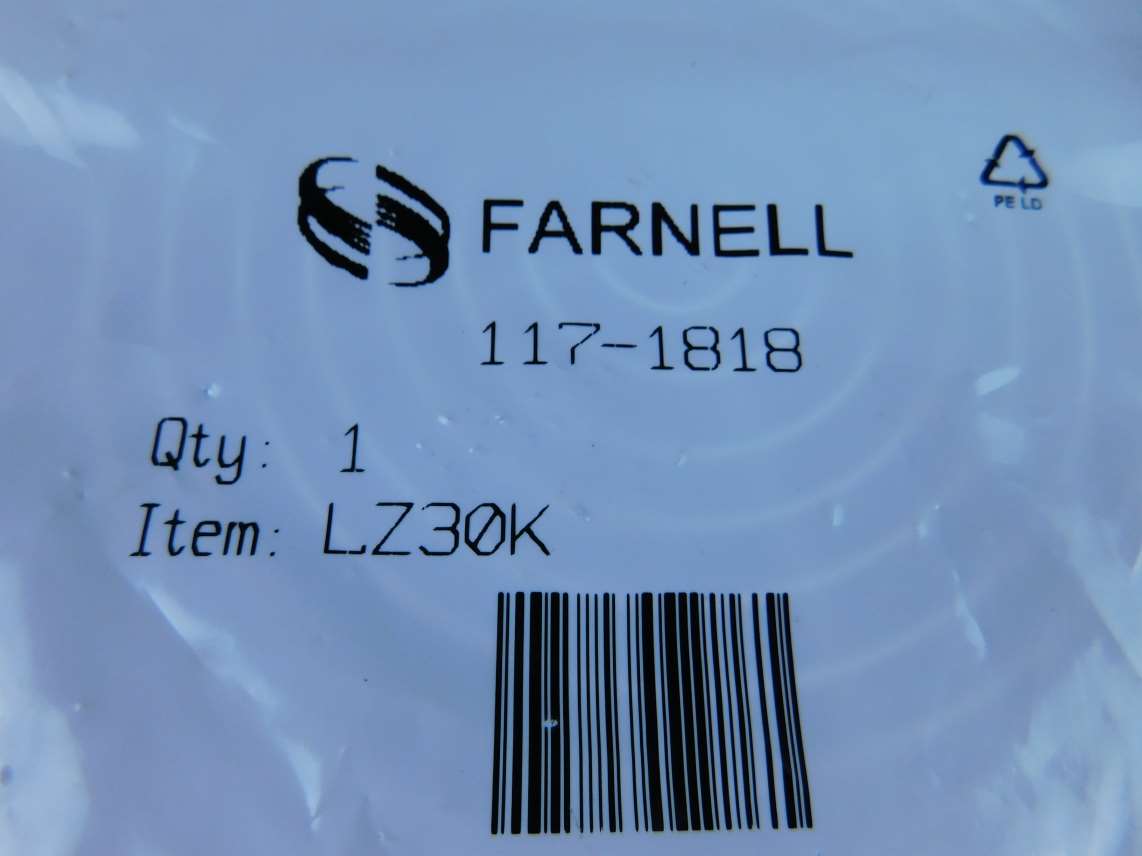 FARNELL
PE LD
117-1818
Qty: 1
Item: LZ30K